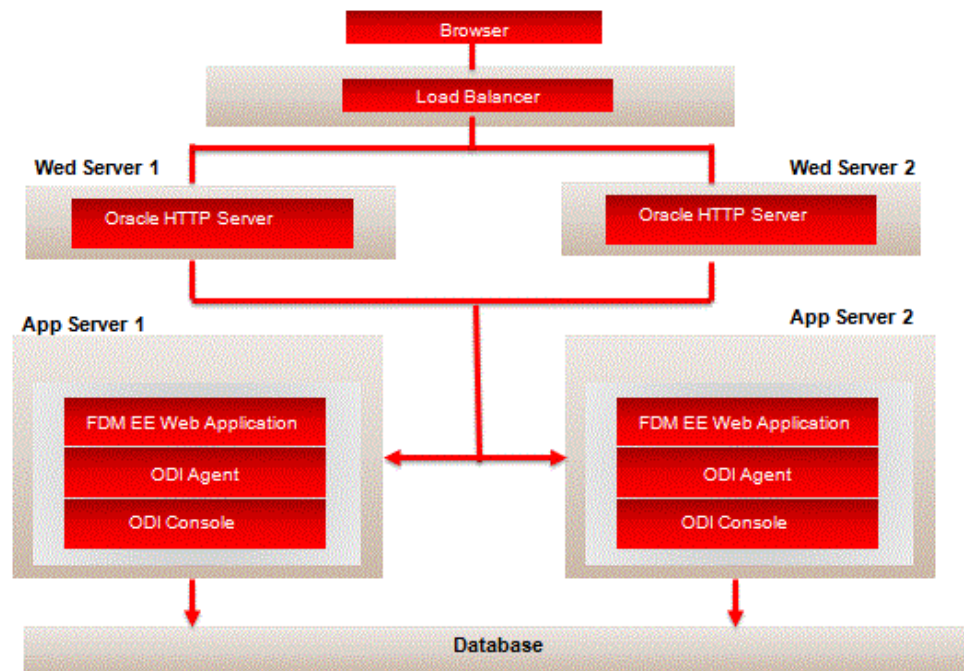 Browser
Load Balancer
Wed Server 1
Wed Server 2
Oracle HTTP Server
Oracle HTTP Server
App Server 1
App Server 2
FDM EE Web Application
ODI Agent
ODI Console
FDM EE Web Application
ODI Agent
ODI Console
Database